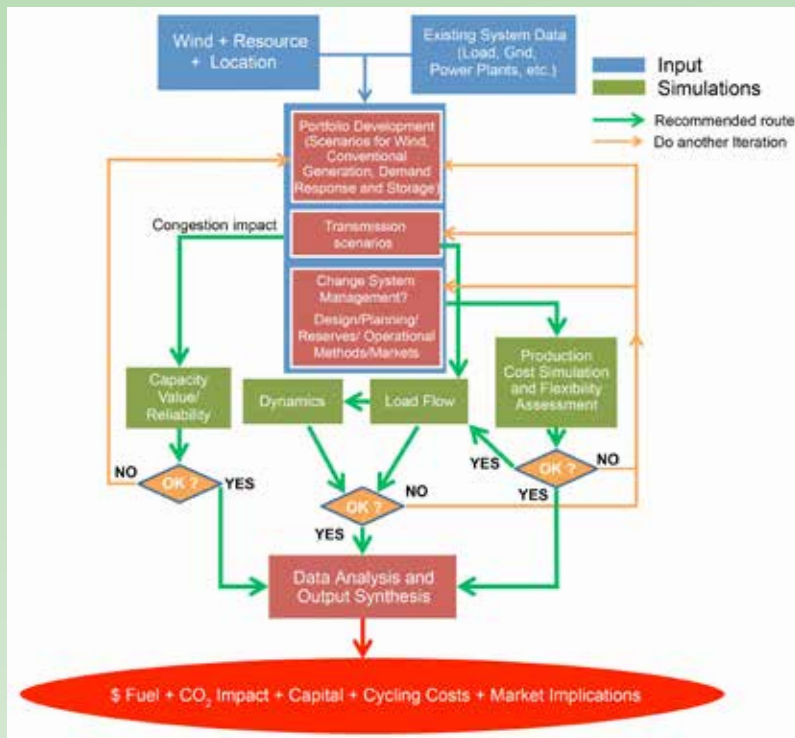 Wind + Resource
+ Location
Existing System Data
(Load, Grid,
Power Plants, etc.)
Input
Simulations
Recommended route
Do another Iteration
Portfolio Development
(Scenarios for Wind,
Conventional
Generation, Demand
Response and Storage)
Congestion impact
Transmission
scenarios
Change System
Management?
Design/Planning/
Reserves/ Operational
Methods/Markets
Capacity
Value/
Reliability
Dynamics
Load Flow
Production
Cost Simulation
and Flexibility
Assessment
NO
OK ?
YES
OK ?
NO
YES
YES
OK ?
NO
YES
Data Analysis and
Output Synthesis
$ Fuel + CO₂ Impact + Capital + Cycling Costs + Market Implications